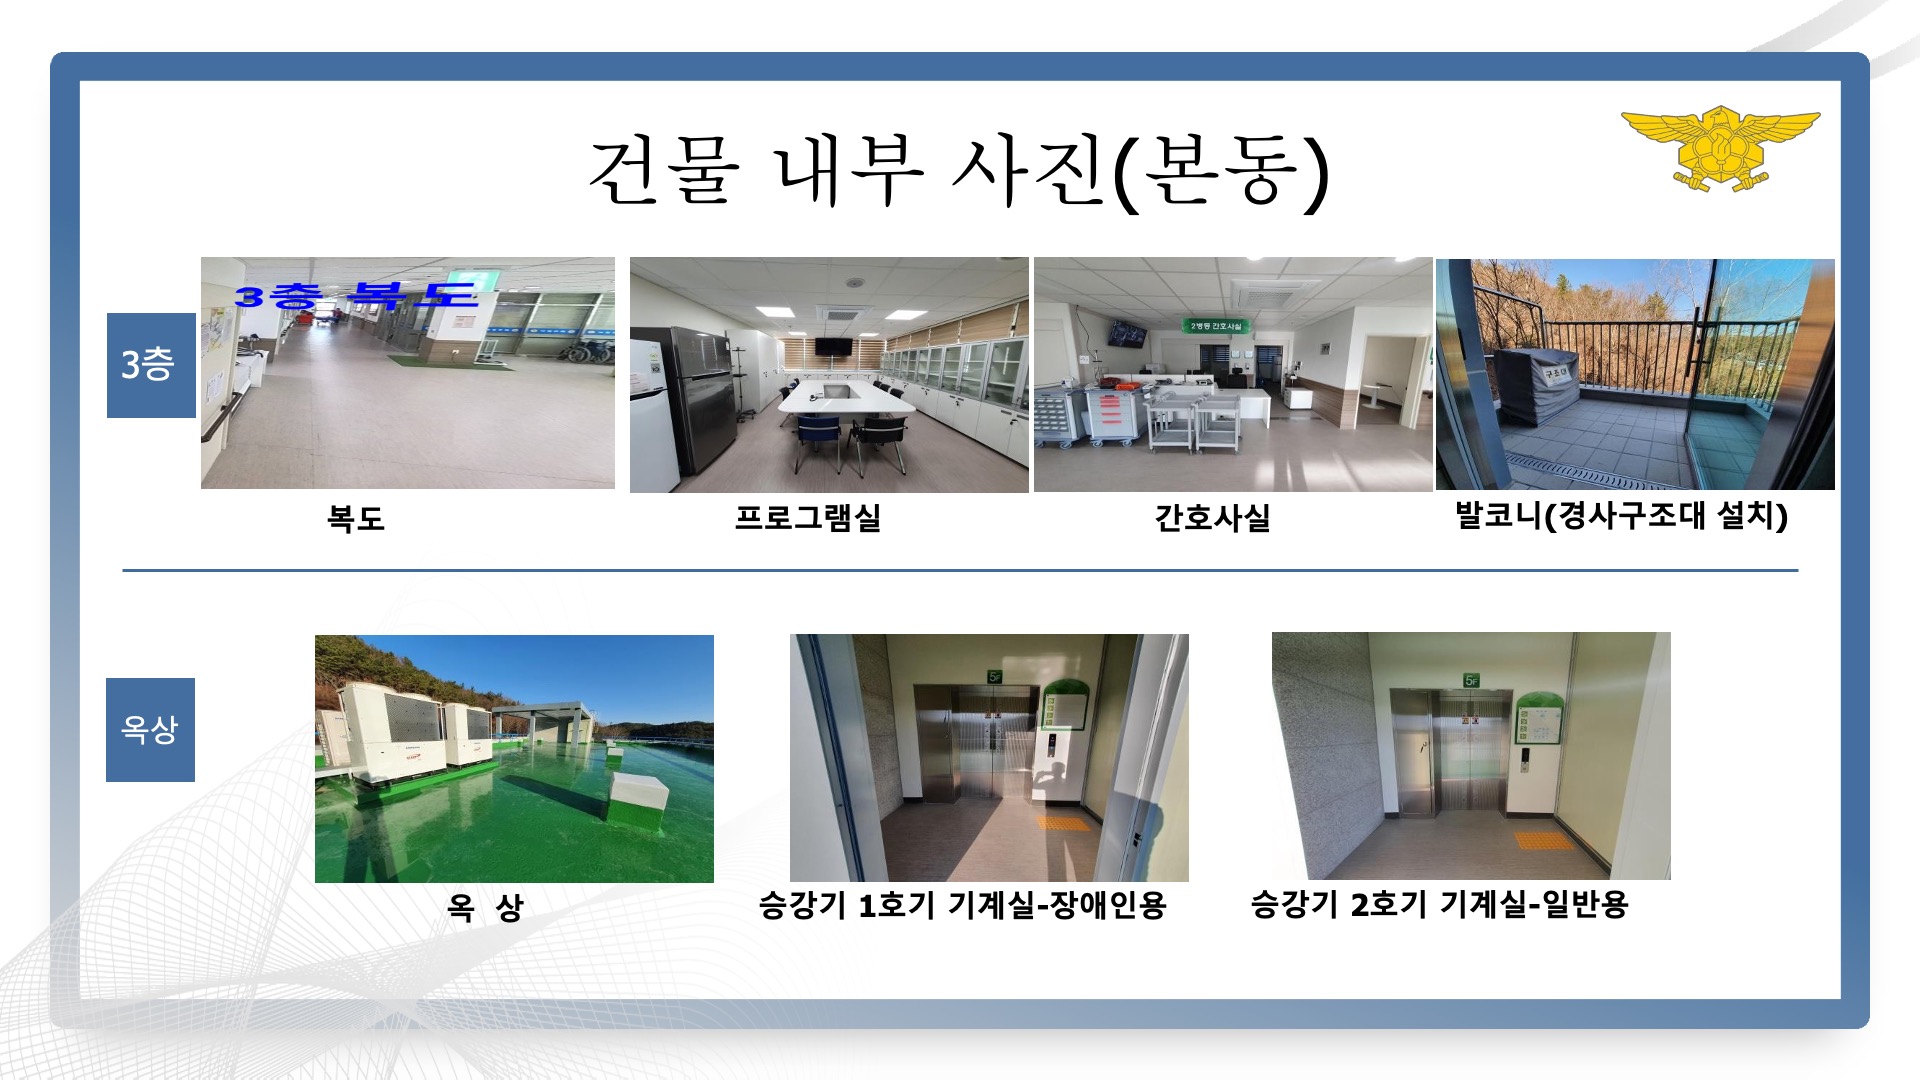 건물 내부 사진(본동)
3층
3층 복도
2병동 간호사실
구조대
복도
프로그램실
간호사실
발코니(경사구조대 설치)
옥상
5F
5F
옥 상
승강기 1호기 기계실-장애인용
승강기 2호기 기계실-일반용